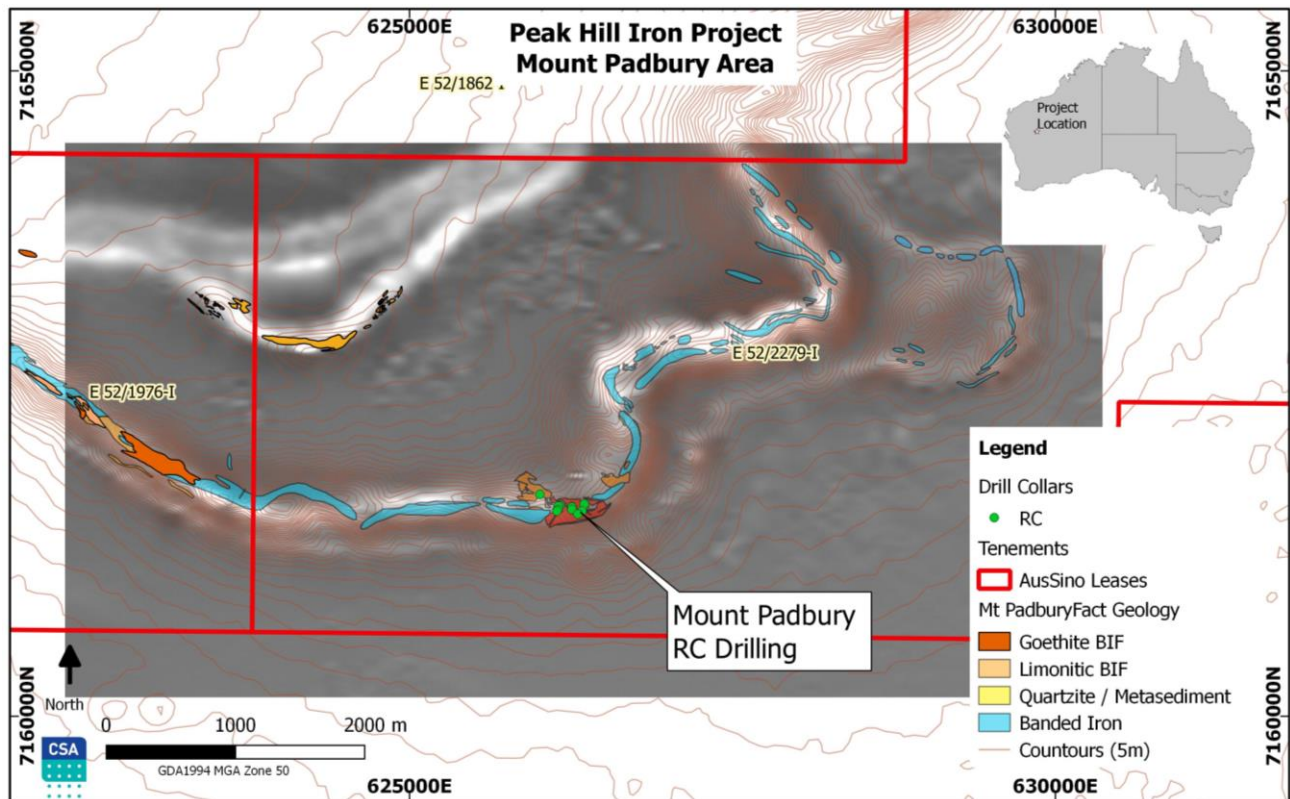 625000E
630000E
Peak Hill Iron Project
Mount Padbury Area
7165000N
7165000N
E 52/1862
Project
Location
E 52/2279-I
E 52/1976-I
Mount Padbury
RC Drilling
Legend
Drill Collars
RC
Tenements
AusSino Leases
Mt PadburyFact Geology
Goethite BIF
Limonitic BIF
Quartzite / Metasediment
Banded Iron
Countours (5m)
North
0 1000 2000 m
GDA1994 MGA Zone 50
CSA
7160000N
7160000N
625000E
630000E